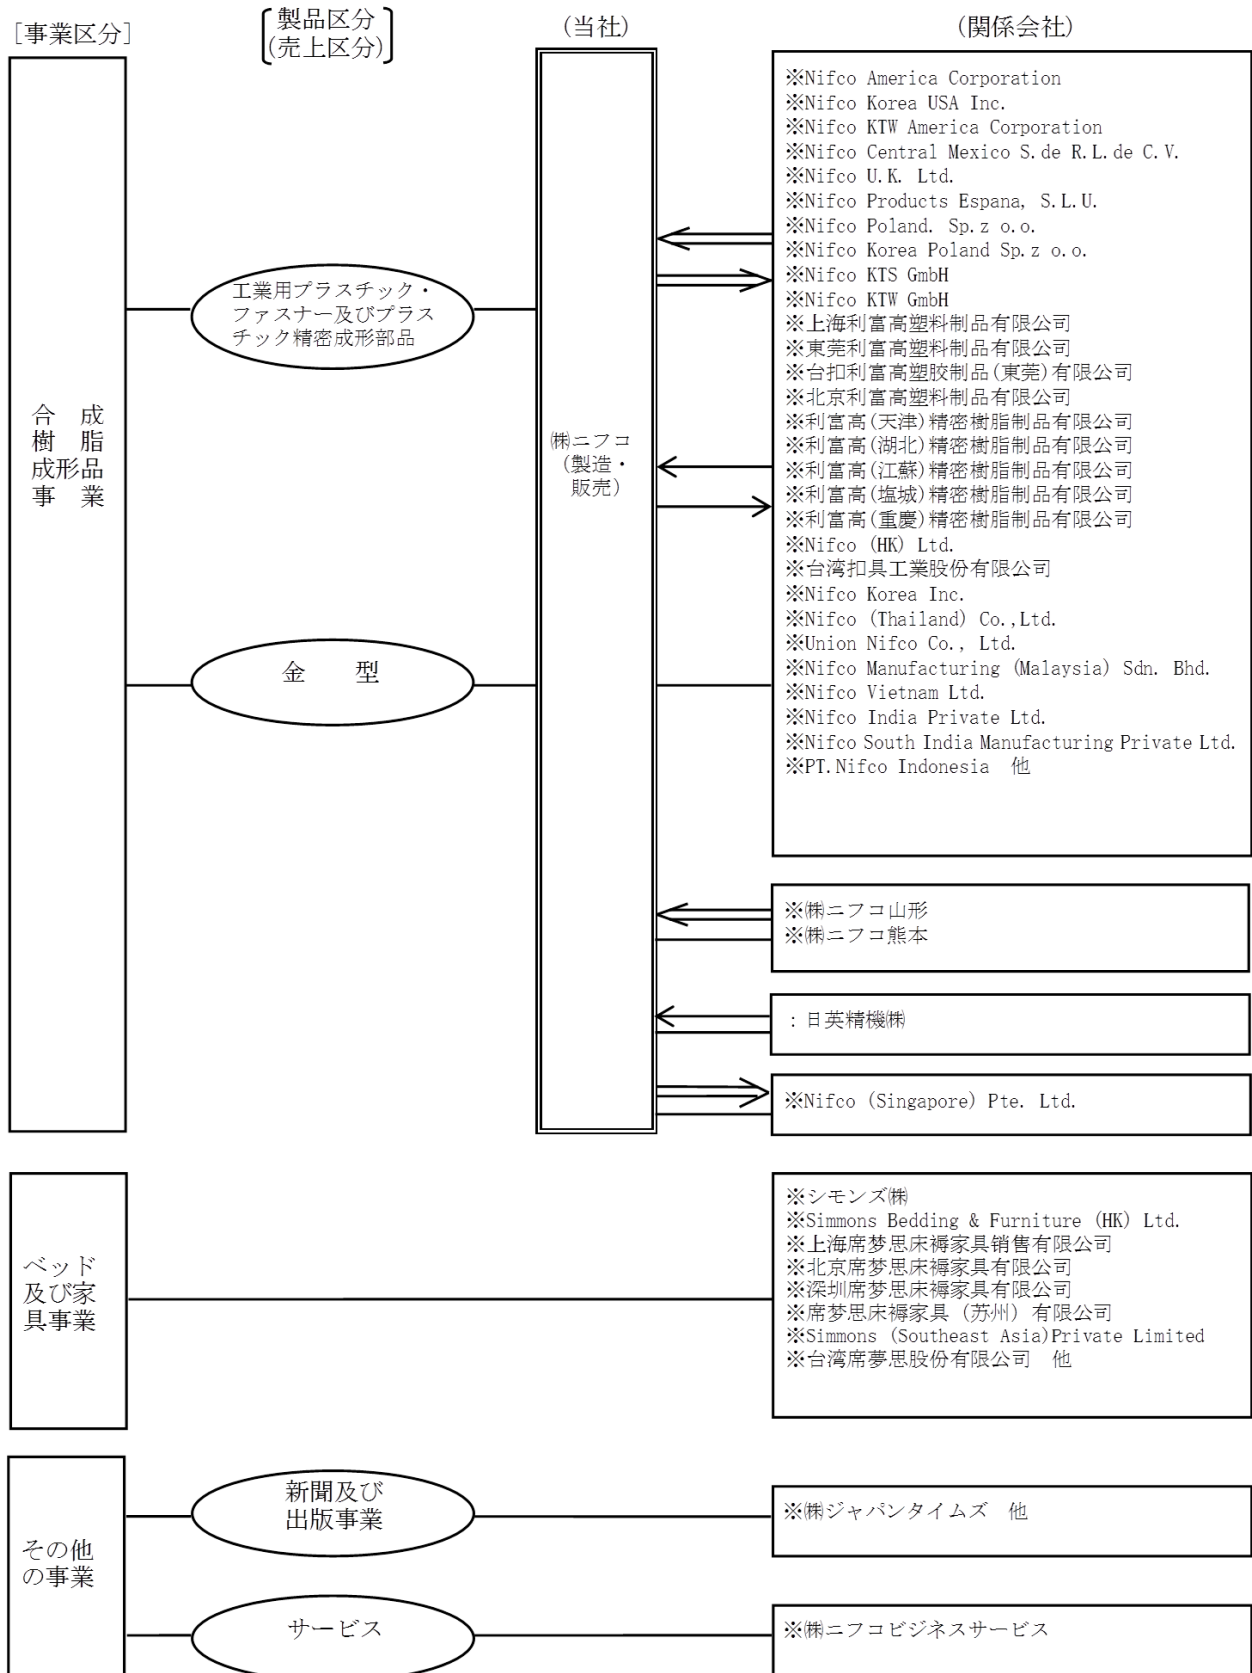 [事業区分]
製品区分
(売上区分)
(当社)
(関係会社)
合　成
樹　脂
成形品
事　業
工業用プラスチック・
ファスナー及びプラス
チック精密成形部品
金　　型
㈱ニフコ
(製造・
販売)
※Nifco America Corporation
※Nifco Korea USA Inc.
※Nifco KTW America Corporation
※Nifco Central Mexico S.de R.L.de C.V.
※Nifco U.K. Ltd.
※Nifco Products Espana, S.L.U.
※Nifco Poland. Sp.z o.o.
※Nifco Korea Poland Sp.z o.o.
※Nifco KTS GmbH
※Nifco KTW GmbH
※上海利富高塑料制品有限公司
※東莞利富高塑料制品有限公司
※台扣利富高塑胶制品(東莞)有限公司
※北京利富高塑料制品有限公司
※利富高(天津)精密樹脂制品有限公司
※利富高(湖北)精密樹脂制品有限公司
※利富高(江蘇)精密樹脂制品有限公司
※利富高(塩城)精密樹脂制品有限公司
※利富高(重慶)精密樹脂制品有限公司
※Nifco (HK) Ltd.
※台湾扣具工業股份有限公司
※Nifco Korea Inc.
※Nifco (Thailand) Co.,Ltd.
※Union Nifco Co., Ltd.
※Nifco Manufacturing (Malaysia) Sdn. Bhd.
※Nifco Vietnam Ltd.
※Nifco India Private Ltd.
※Nifco South India Manufacturing Private Ltd.
※PT.Nifco Indonesia　他
※㈱ニフコ山形
※㈱ニフコ熊本
：日英精機㈱
※Nifco (Singapore) Pte. Ltd.
ベッド
及び家
具事業
※シモンズ㈱
※Simmons Bedding & Furniture (HK) Ltd.
※上海席梦思床褥家具销售有限公司
※北京席梦思床褥家具有限公司
※深圳席梦思床褥家具有限公司
※席梦思床褥家具 (苏州) 有限公司
※Simmons (Southeast Asia)Private Limited
※台湾席夢思股份有限公司　他
その他
の事業
新聞及び
出版事業
※㈱ジャパンタイムズ　他
サービス
※㈱ニフコビジネスサービス